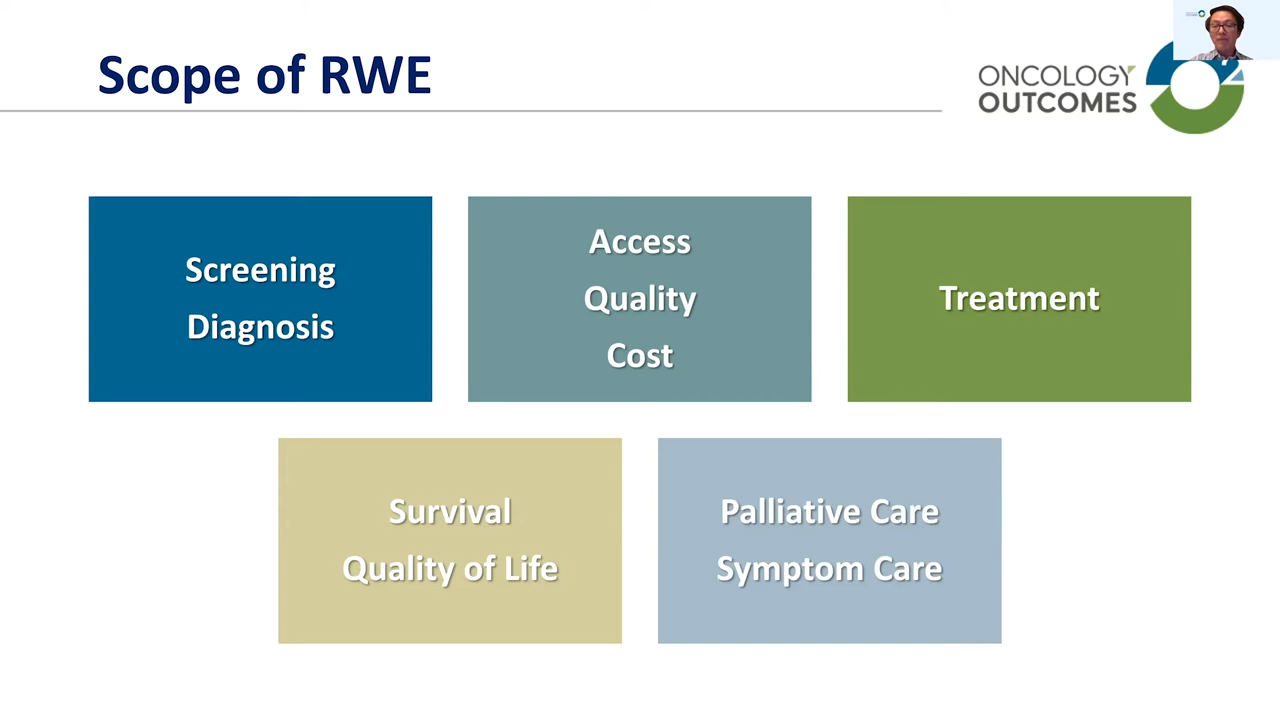 Scope of RWE
ONCOLOGY
OUTCOMES
2
Screening
Diagnosis
Access
Quality
Cost
Treatment
Survival
Quality of Life
Palliative Care
Symptom Care